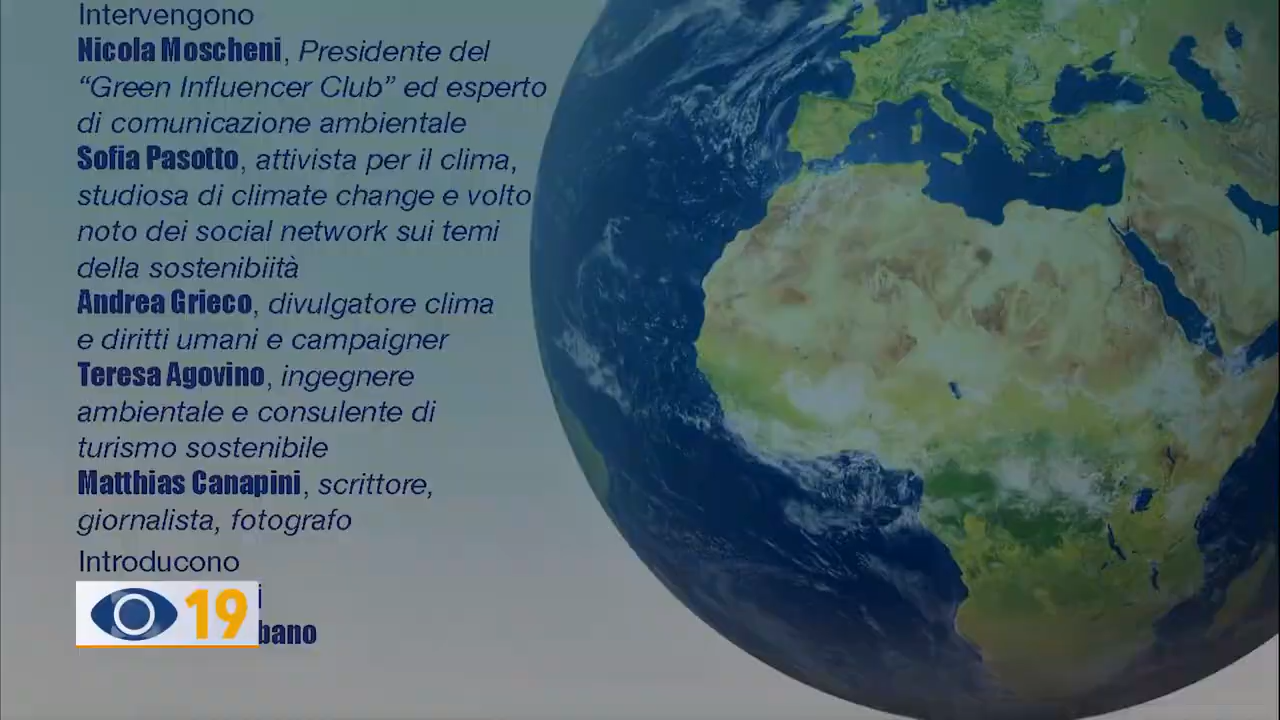 Intervengono
Nicola Moscheni, Presidente del
“Green Influencer Club” ed esperto
di comunicazione ambientale
Sofia Pasotto, attivista per il clima,
studiosa di climate change e volto
noto dei social network sui temi
della sostenibiità
Andrea Grieco, divulgatore clima
e diritti umani e campaigner
Teresa Agovino, ingegnere
ambientale e consulente di
turismo sostenibile
Matthias Canapini, scrittore,
giornalista, fotografo
Introducono
19